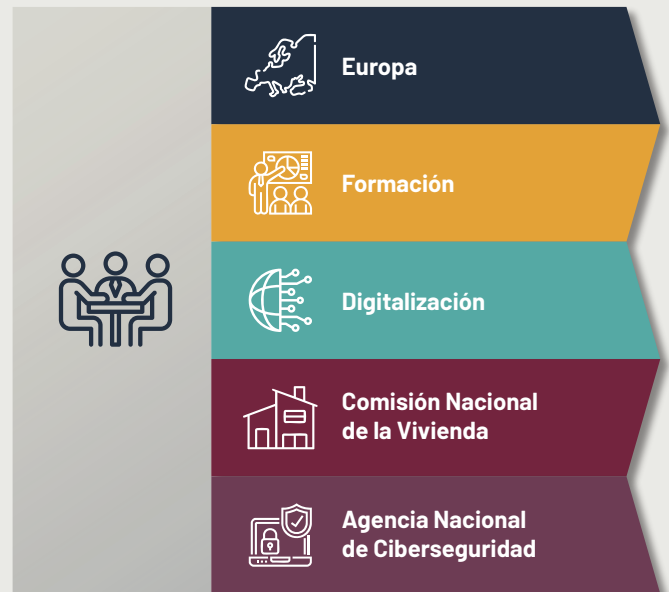 Europa
Formación
Digitalización
Comisión Nacional
de la Vivienda
Agencia Nacional
de Ciberseguridad